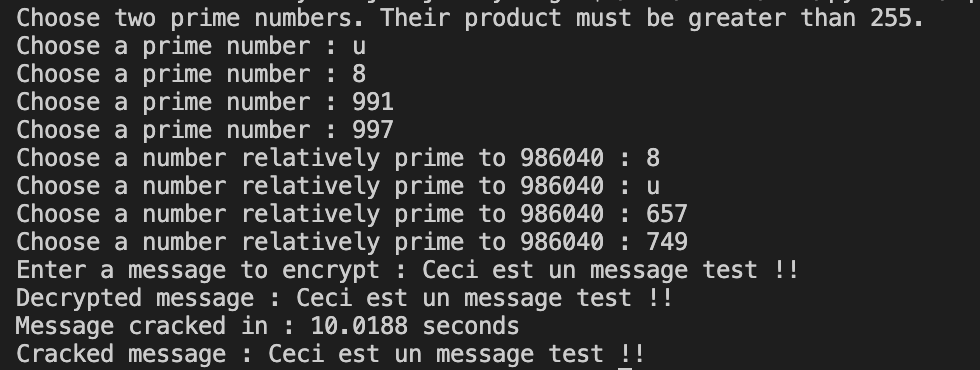 Choose two prime numbers. Their product must be greater than 255.
Choose a prime number : u
Choose a prime number : 8
Choose a prime number : 991
Choose a prime number : 997
Choose a number relatively prime to 986040 : 8
Choose a number relatively prime to 986040 : u
Choose a number relatively prime to 986040 : 657
Choose a number relatively prime to 986040 : 749
Enter a message to encrypt : Ceci est un message test !!
Decrypted message : Ceci est un message test !!
Message cracked in : 10.0188 seconds
Cracked message : Ceci est un message test !!